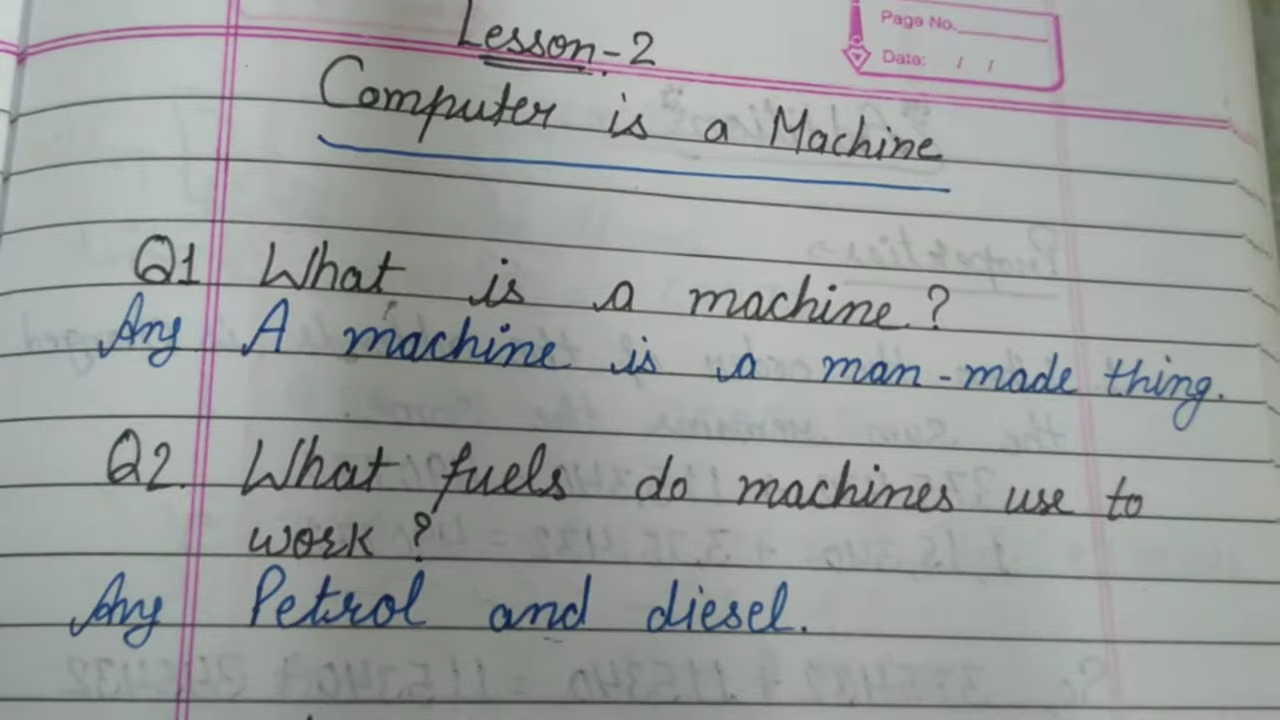 Page No.
Date: / /
Lesson-2
Computer is a Machine
Q1 What is a machine?
Ans A machine is a man-made thing.
Q2. What fuels do machines use to
work?
Ans Petrol and diesel.